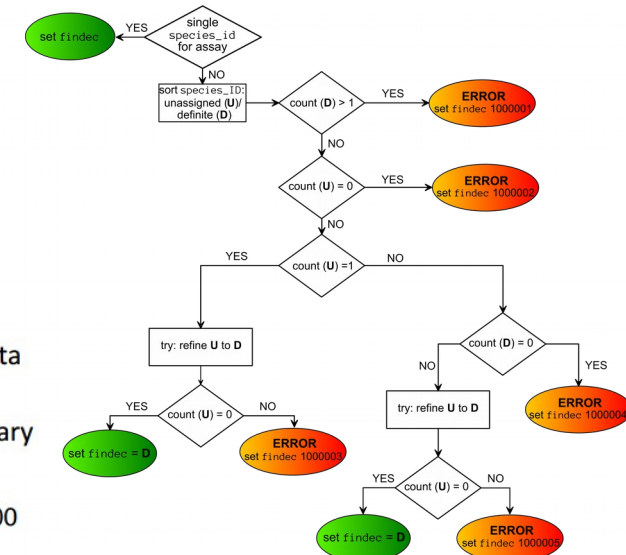 single
species_id
for assay
YES
set findec
NO
sort species_ID:
unassigned (U)/
definite (D)
count (D) > 1
YES
ERROR
set findec 1000001
NO
count (U) = 0
YES
ERROR
set findec 1000002
NO
count (U) =1
YES
NO
try: refine U to D
count (U) = 0
YES
NO
set findec = D
ERROR
set findec 1000003
count (D) = 0
NO
YES
ERROR
set findec 1000004
try: refine U to D
count (U) = 0
YES
NO
set findec = D
ERROR
set findec 1000005
ta
ary
00